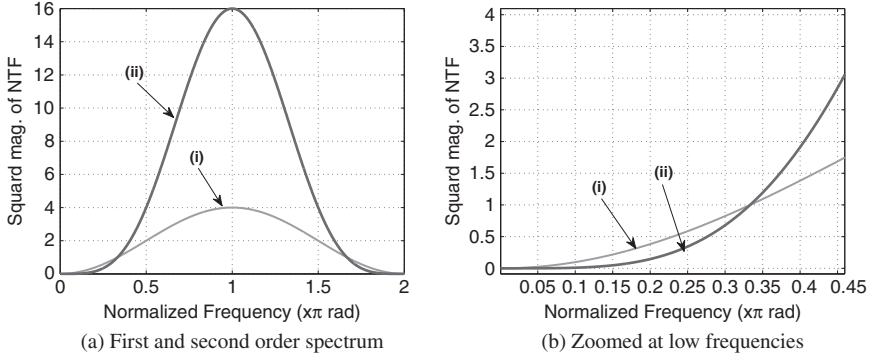 16
14
12
10
8
6
4
2
0
Squard mag. of NTF
(ii)
(i)
0 0.5 1 1.5 2
Normalized Frequency (xπ rad)
(a) First and second order spectrum
4
3.5
3
2.5
2
1.5
1
0.5
0
Squard mag. of NTF
(i)
(ii)
0.05 0.1 0.15 0.2 0.25 0.3 0.35 0.4 0.45
Normalized Frequency (xπ rad)
(b) Zoomed at low frequencies